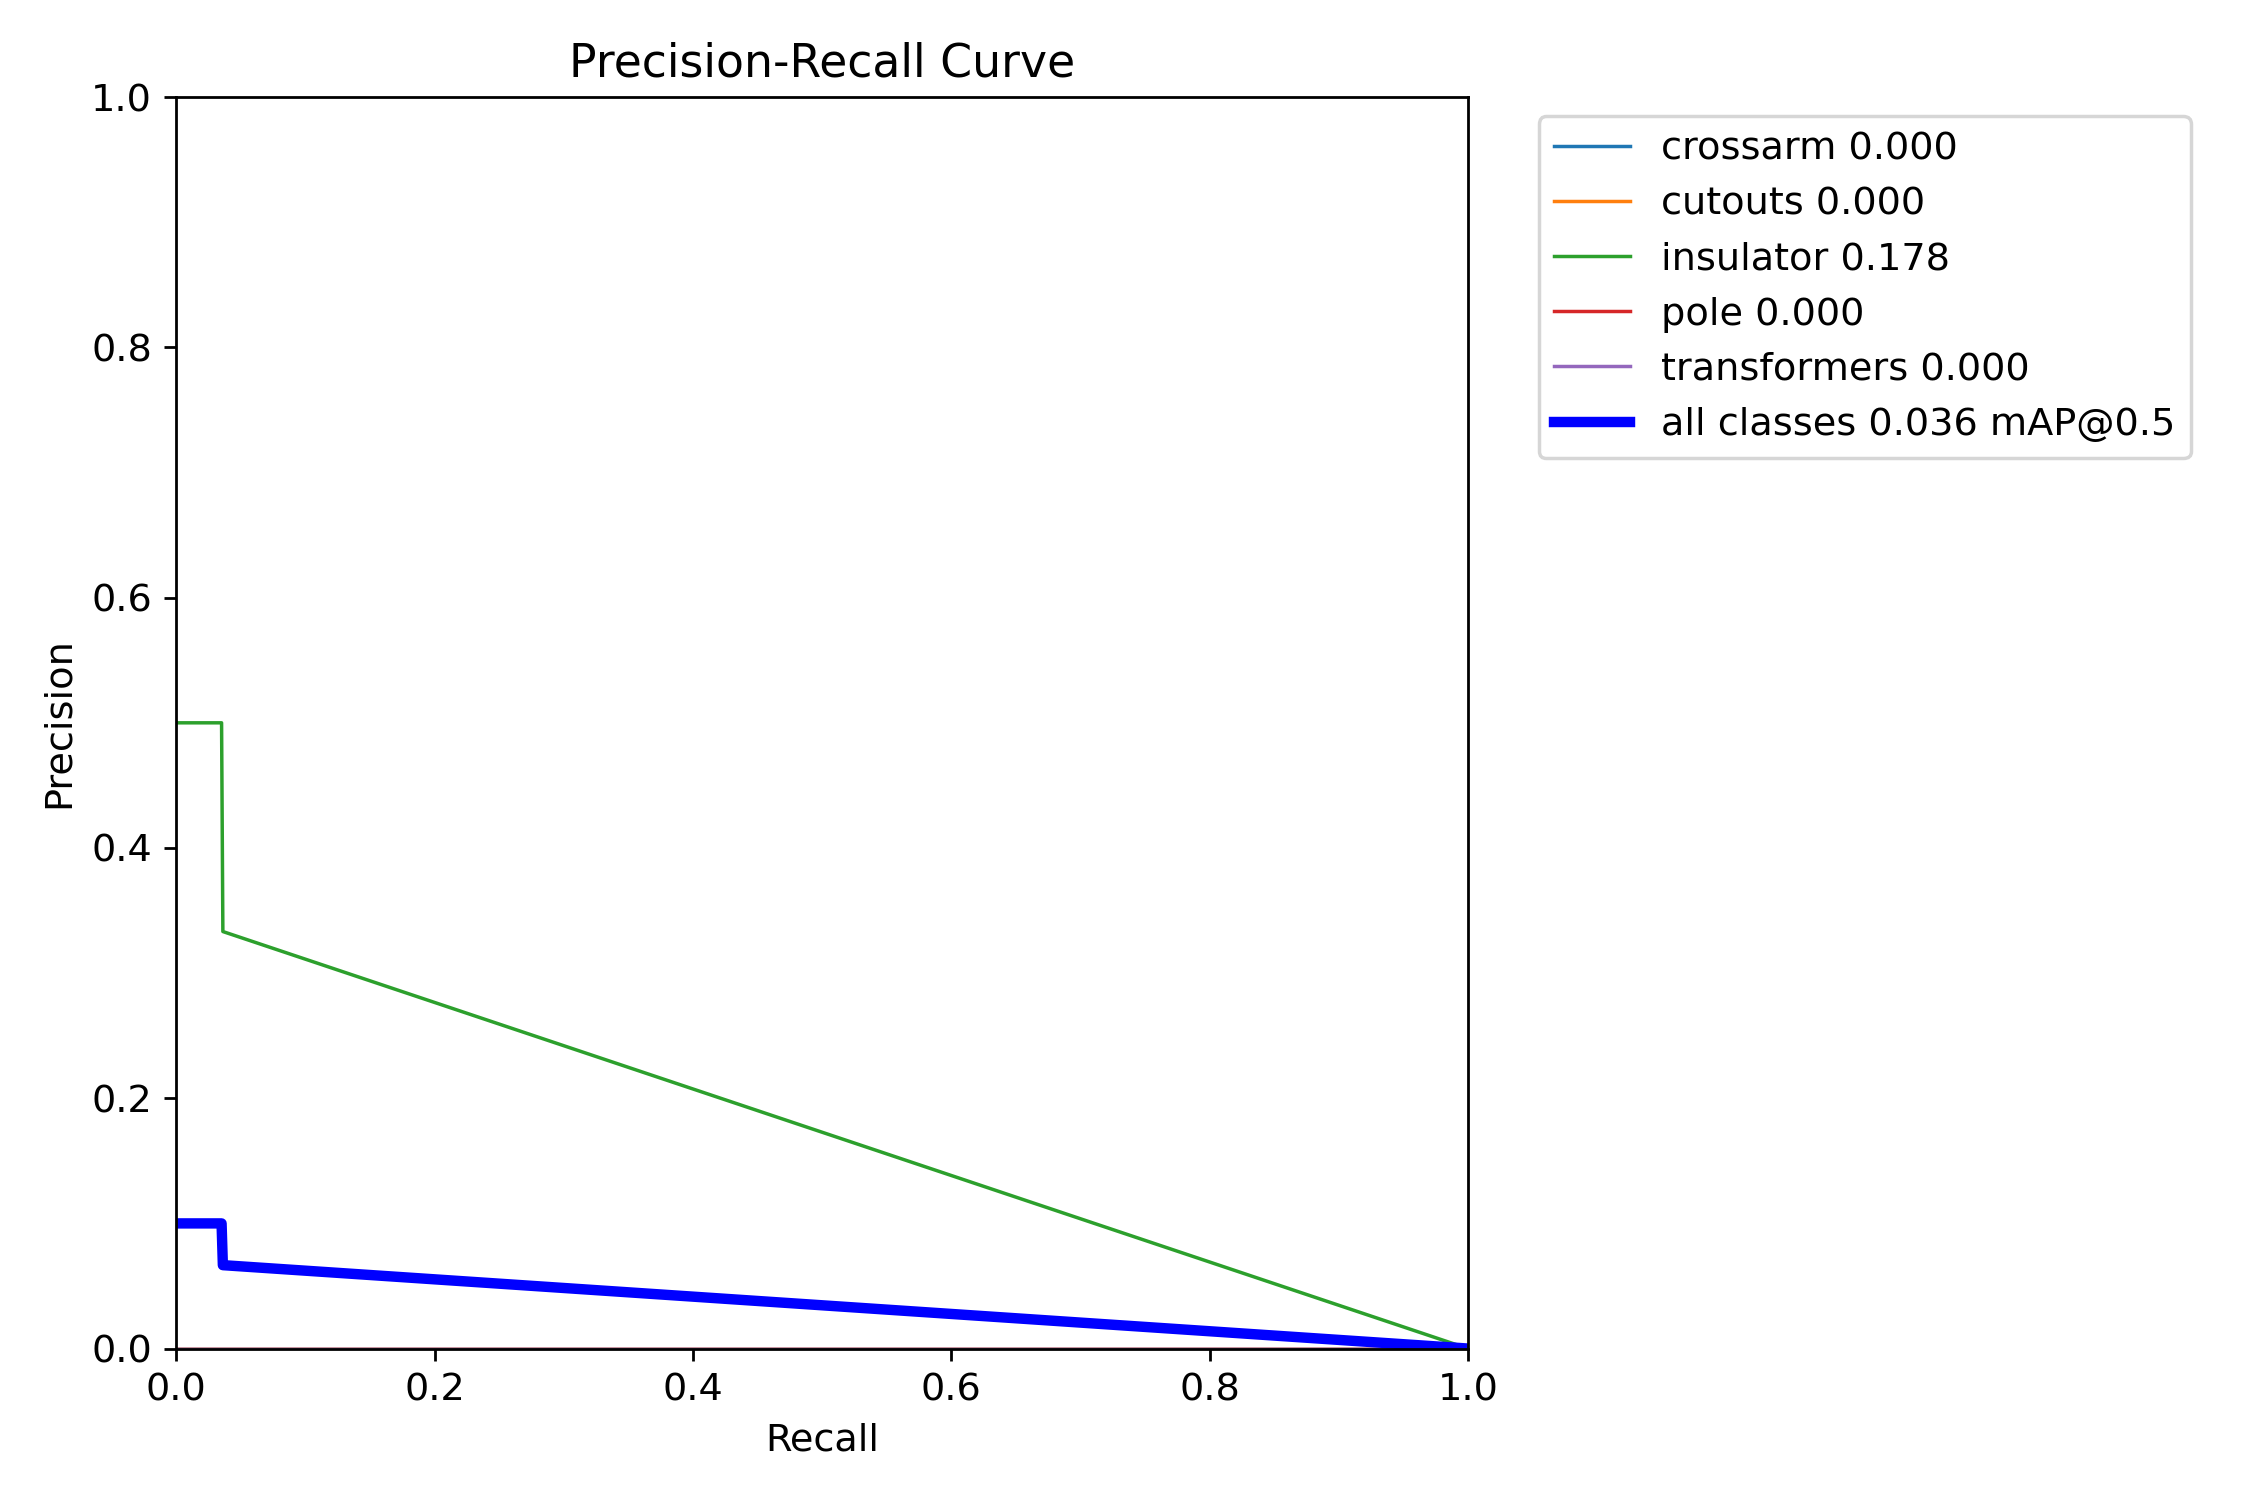 Precision-Recall Curve
1.0
0.8
0.6
0.4
0.2
0.0
Precision
0.0 0.2 0.4 0.6 0.8 1.0
Recall
crossarm 0.000
cutouts 0.000
insulator 0.178
pole 0.000
transformers 0.000
all classes 0.036 mAP@0.5